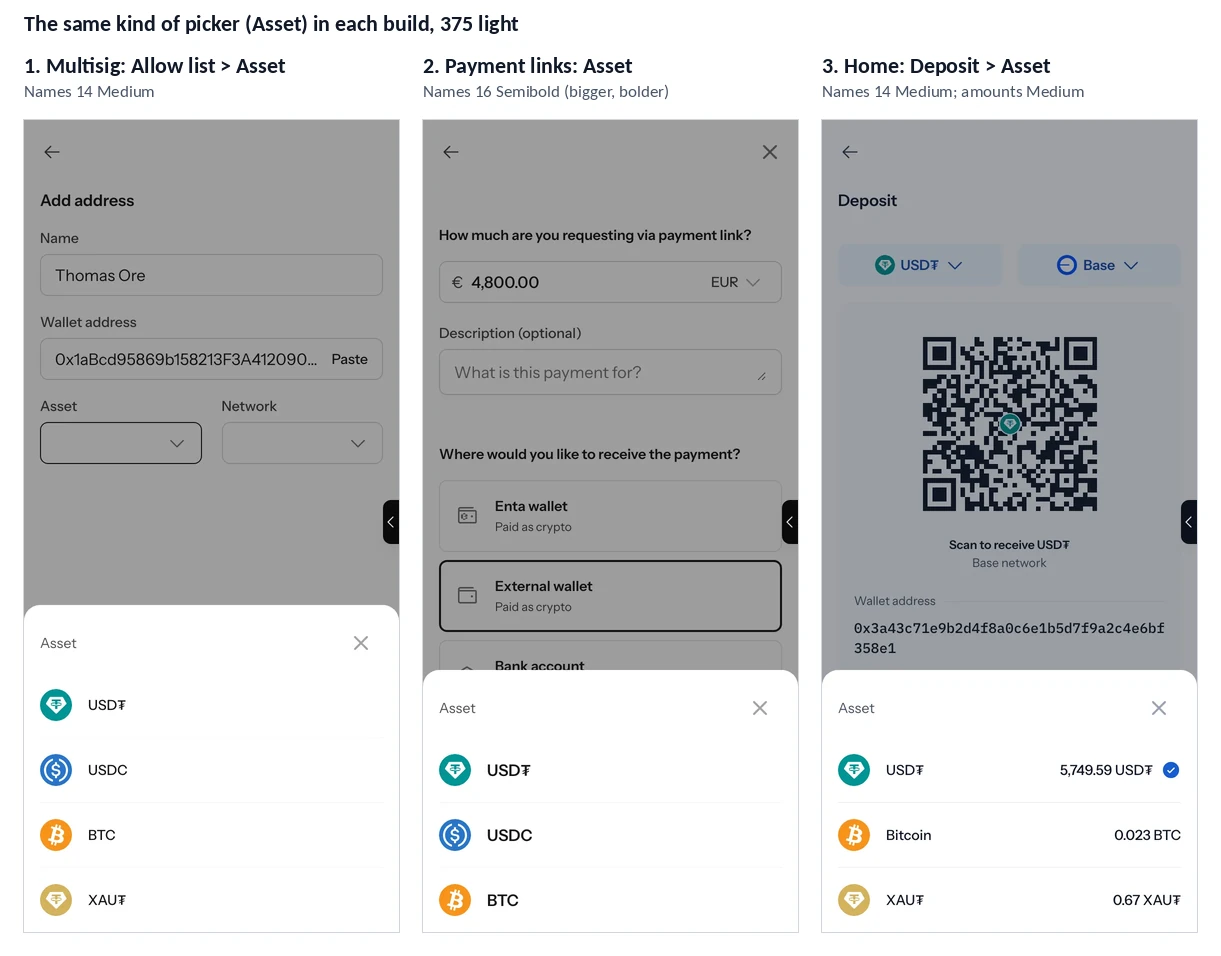 The same kind of picker (Asset) in each build, 375 light
1. Multisig: Allow list > Asset
Names 14 Medium
Add address
Name
Thomas Ore
Wallet address
0x1aBcd95869b158213F3A412090... Paste
Asset Network
Asset
USD₮
USDC
BTC
XAU₮
2. Payment links: Asset
Names 16 Semibold (bigger, bolder)
How much are you requesting via payment link?
€ 4,800.00 EUR
Description (optional)
What is this payment for?
Where would you like to receive the payment?
Enta wallet
Paid as crypto
External wallet
Paid as crypto
Bank account
Asset
USD₮
USDC
BTC
3. Home: Deposit > Asset
Names 14 Medium; amounts Medium
Deposit
USD₮ Base
Scan to receive USD₮
Base network
Wallet address
0x3a43c71e9b2d4f8a0c6e1b5d7f9a2c4e6bf
358e1
Asset
USD₮ 5,749.59 USD₮
Bitcoin 0.023 BTC
XAU₮ 0.67 XAU₮